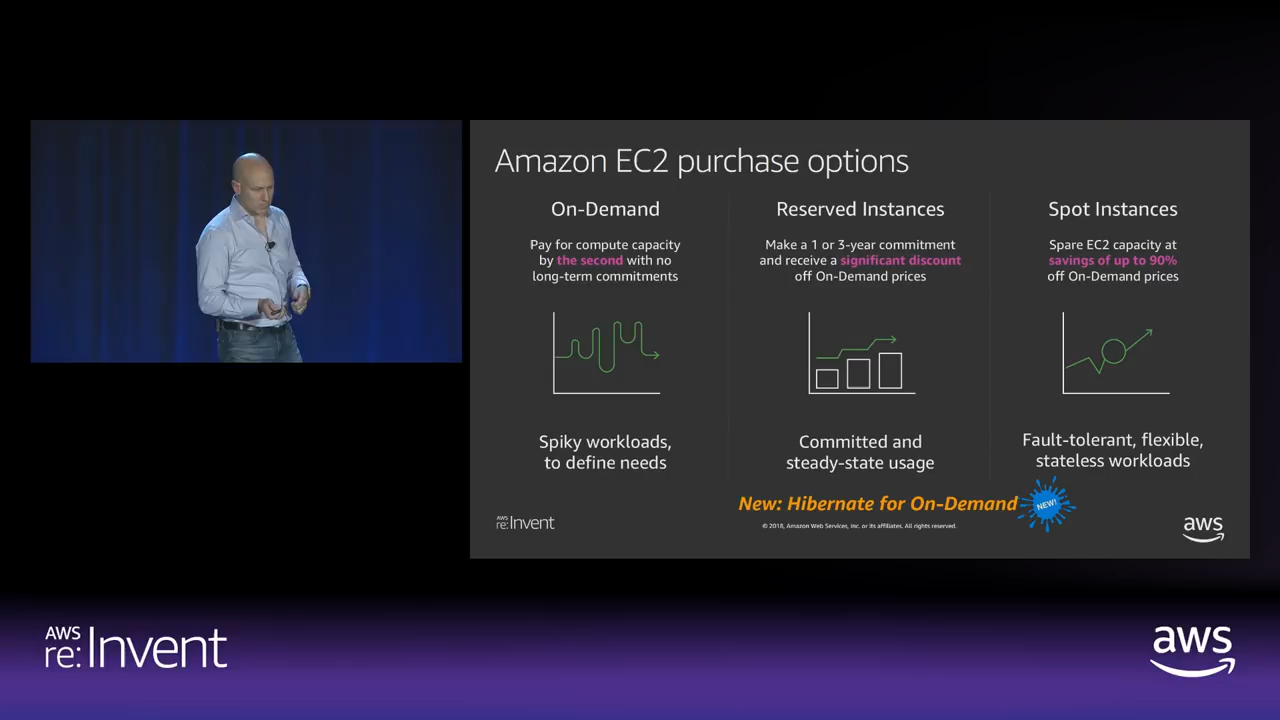 Amazon EC2 purchase options
On-Demand
Pay for compute capacity
by the second with no
long-term commitments
Spiky workloads,
to define needs
Reserved Instances
Make a 1 or 3-year commitment
and receive a significant discount
off On-Demand prices
Committed and
steady-state usage
Spot Instances
Spare EC2 capacity at
savings of up to 90%
off On-Demand prices
Fault-tolerant, flexible,
stateless workloads
New: Hibernate for On-Demand
NEW!
AWS
re:Invent
© 2018, Amazon Web Services, Inc. or its affiliates. All rights reserved.
aws
AWS
re:Invent
aws